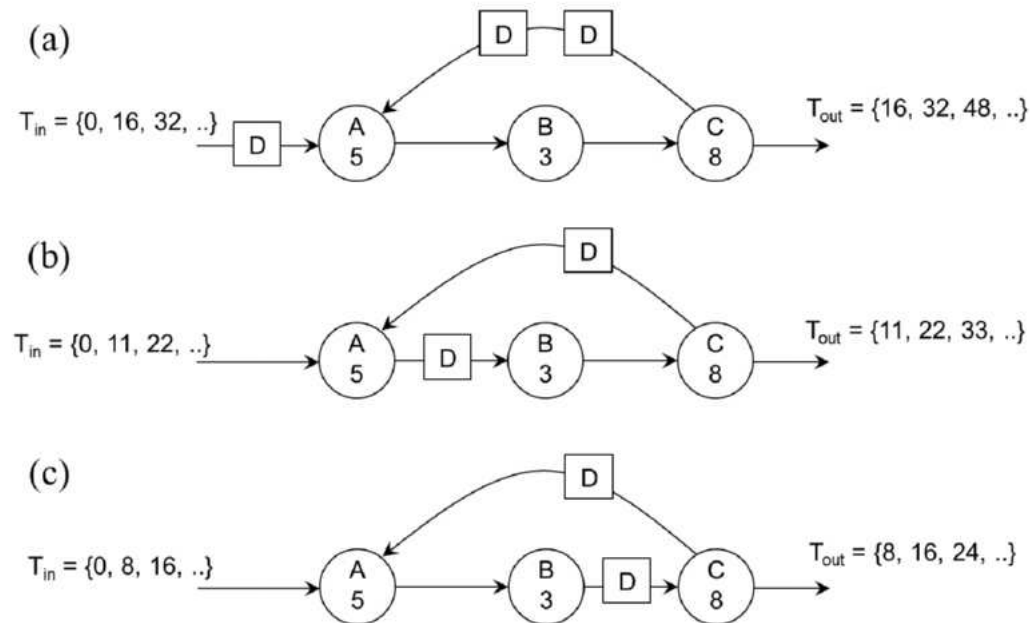 (a)
D D
T_in = {0, 16, 32, ..}
D
A
5
B
3
C
8
T_out = {16, 32, 48, ..}
(b)
D
T_in = {0, 11, 22, ..}
A
5
D
B
3
C
8
T_out = {11, 22, 33, ..}
(c)
D
T_in = {0, 8, 16, ..}
A
5
B
3
D
C
8
T_out = {8, 16, 24, ..}